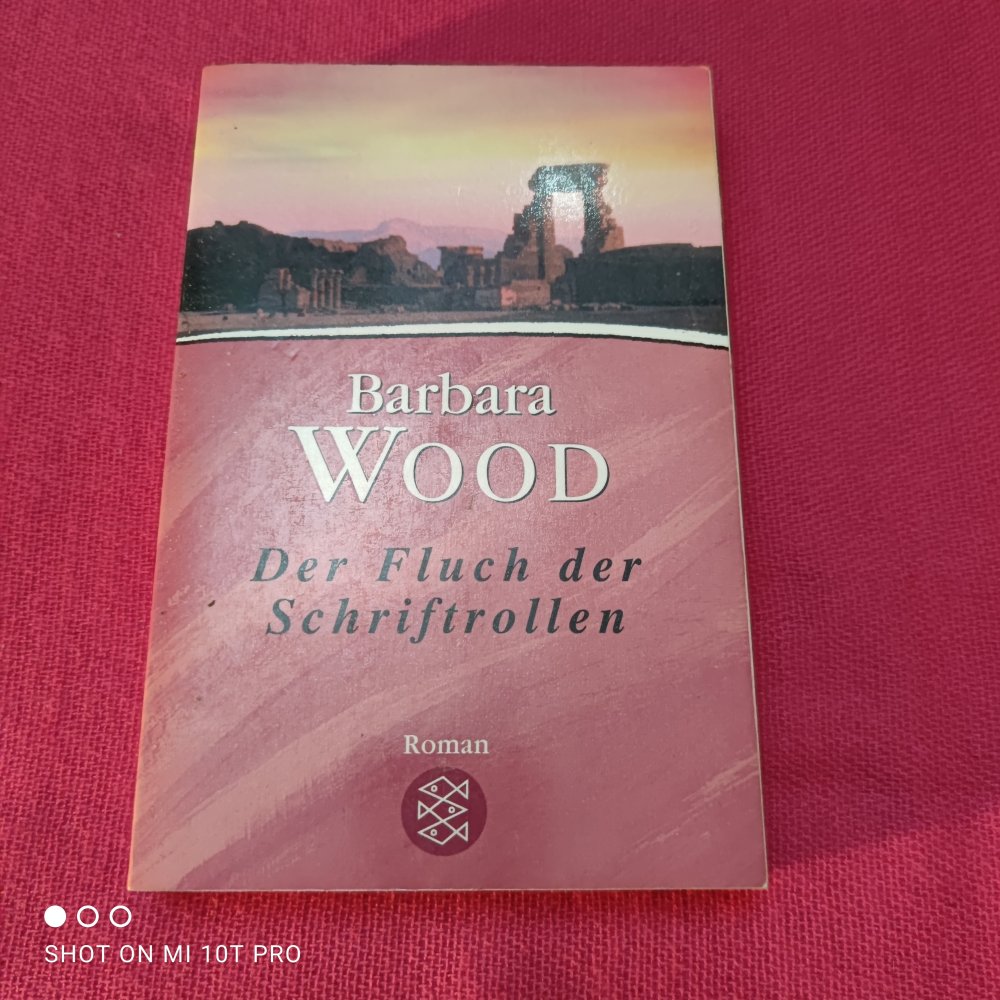 Barbara
WOOD
Der Fluch der
Schriftrollen
Roman
SHOT ON MI 10T PRO